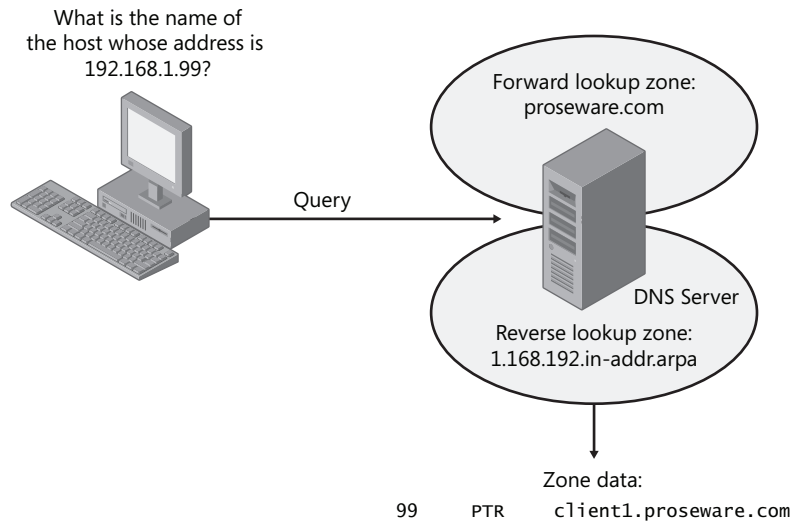 What is the name of
the host whose address is
192.168.1.99?
Forward lookup zone:
proseware.com
Query
DNS Server
Reverse lookup zone:
1.168.192.in-addr.arpa
Zone data:
99 PTR client1.proseware.com